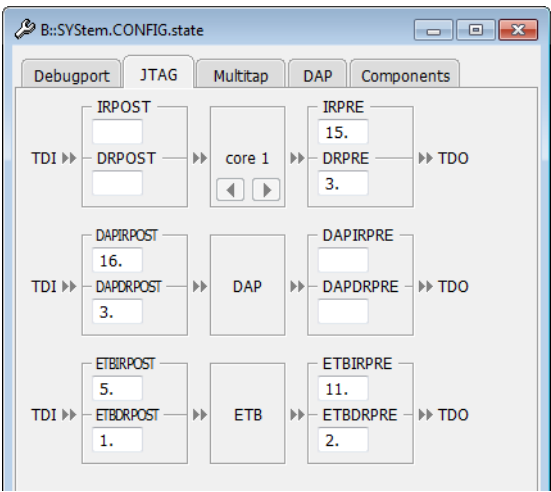 B::SYStem.CONFIG.state
Debugport JTAG Multitap DAP Components
IRPOST IRPRE
15.
TDI DRPOST core 1 DRPRE TDO
3.
DAPIRPOST DAPIRPRE
16.
TDI DAPDRPOST DAP DAPDRPRE TDO
3.
ETBIRPOST ETBIRPRE
5. 11.
TDI ETBDRPOST ETB ETBDRPRE TDO
1. 2.